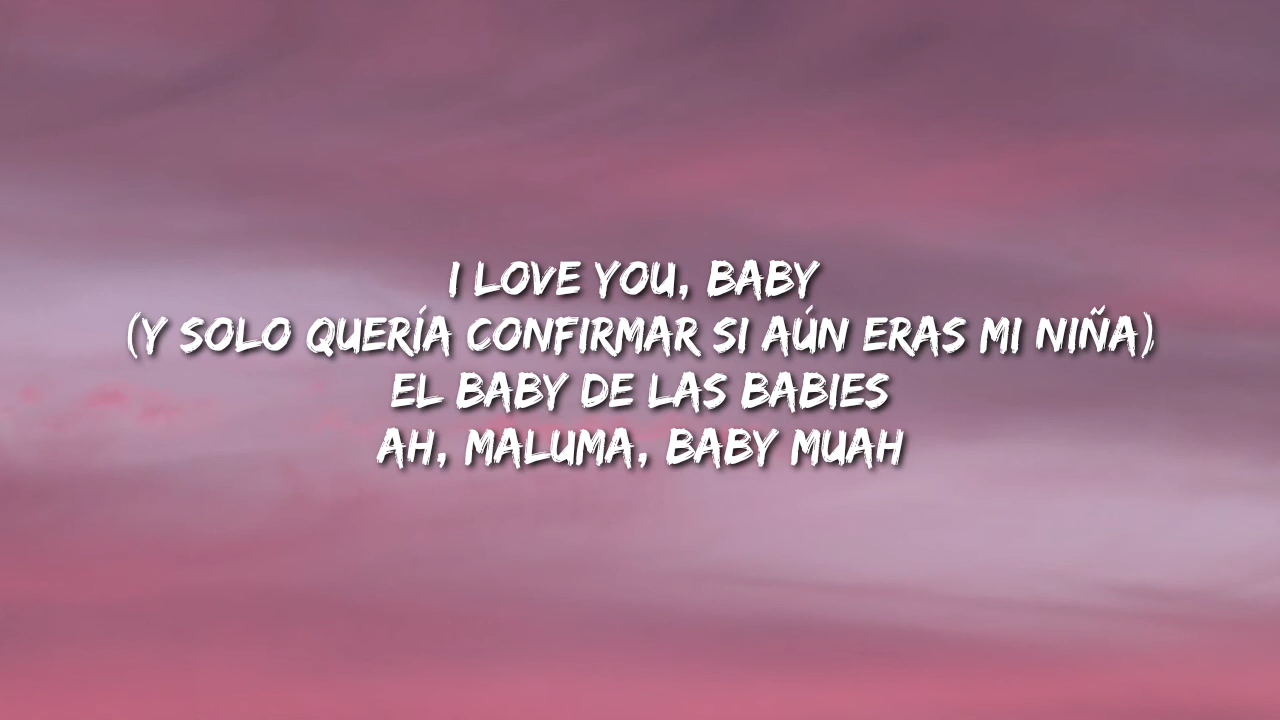 I LOVE YOU, BABY
(Y SOLO QUERÍA CONFIRMAR SI AÚN ERAS MI NIÑA)
EL BABY DE LAS BABIES
AH, MALUMA, BABY MUAH